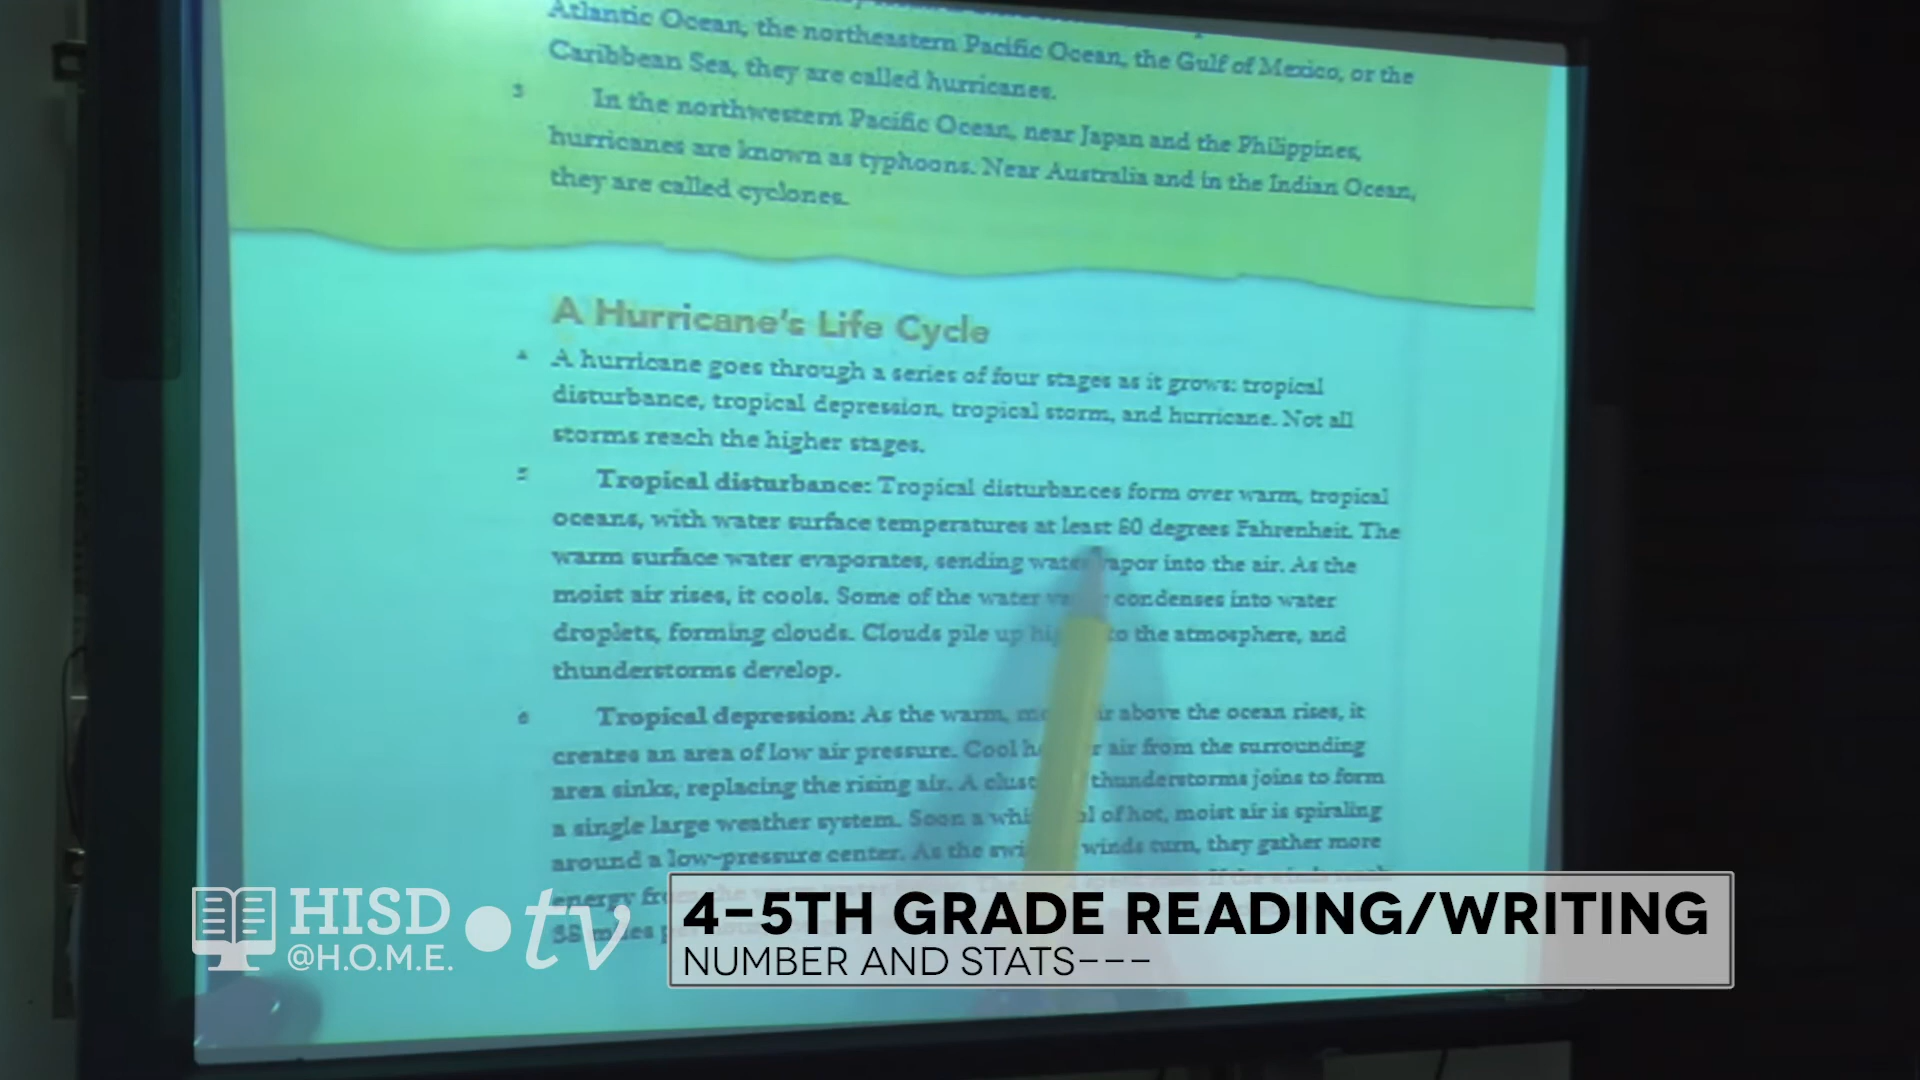 Atlantic Ocean, the northeastern Pacific Ocean, the Gulf of Mexico, or the
Caribbean Sea, they are called hurricanes.
3 In the northwestern Pacific Ocean, near Japan and the Philippines,
hurricanes are known as typhoons. Near Australia and in the Indian Ocean,
they are called cyclones.
A Hurricane's Life Cycle
4 A hurricane goes through a series of four stages as it grows: tropical
disturbance, tropical depression, tropical storm, and hurricane. Not all
storms reach the higher stages.
5 Tropical disturbance: Tropical disturbances form over warm, tropical
oceans, with water surface temperatures at least 80 degrees Fahrenheit. The
warm surface water evaporates, sending water vapor into the air. As the
moist air rises, it cools. Some of the water condenses into water
droplets, forming clouds. Clouds pile up to the atmosphere, and
thunderstorms develop.
6 Tropical depression: As the warm, above the ocean rises, it
creates an area of low air pressure. Cool air from the surrounding
area sinks, replacing the rising air. A thunderstorms joins to form
a single large weather system. Soon a of hot, moist air is spiraling
around a low-pressure center. As the winds turn, they gather more
energy
HISD
@H.O.M.E.
tv
4-5TH GRADE READING/WRITING
NUMBER AND STATS---